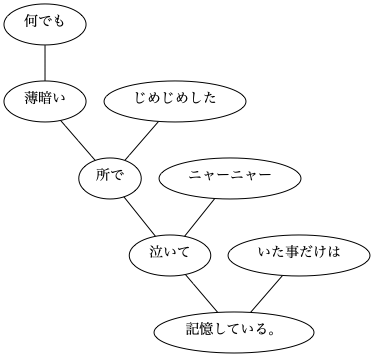 何でも
薄暗い
じめじめした
所で
ニャーニャー
泣いて
いた事だけは
記憶している。